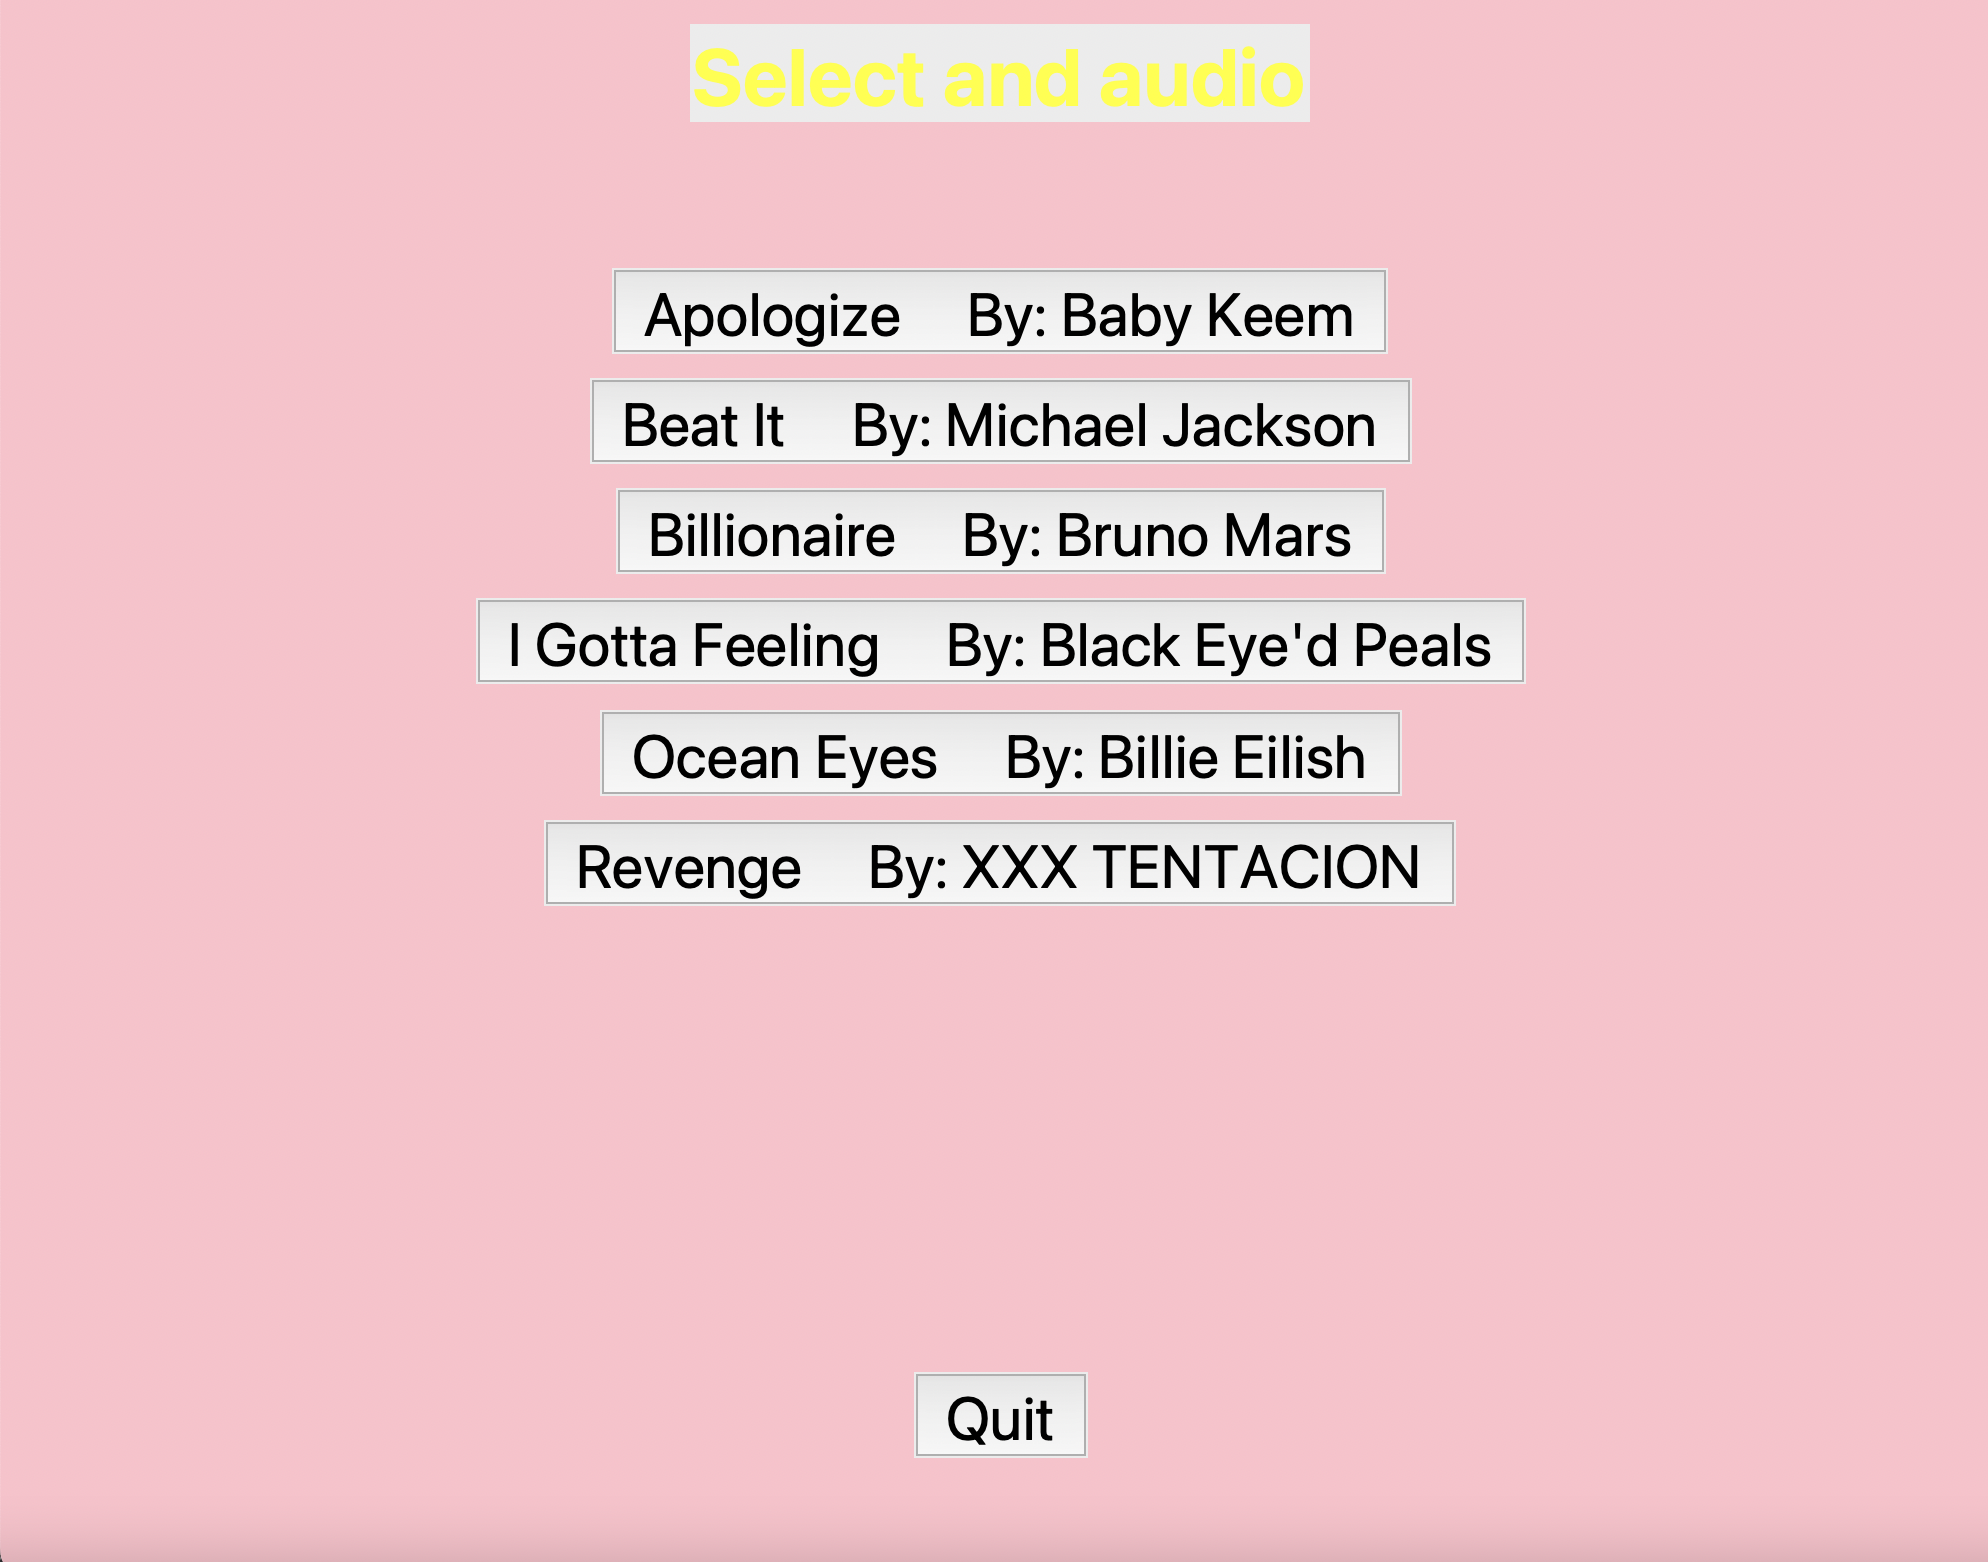 Select and audio
Apologize By: Baby Keem
Beat It By: Michael Jackson
Billionaire By: Bruno Mars
I Gotta Feeling By: Black Eye'd Peals
Ocean Eyes By: Billie Eilish
Revenge By: XXX TENTACION
Quit